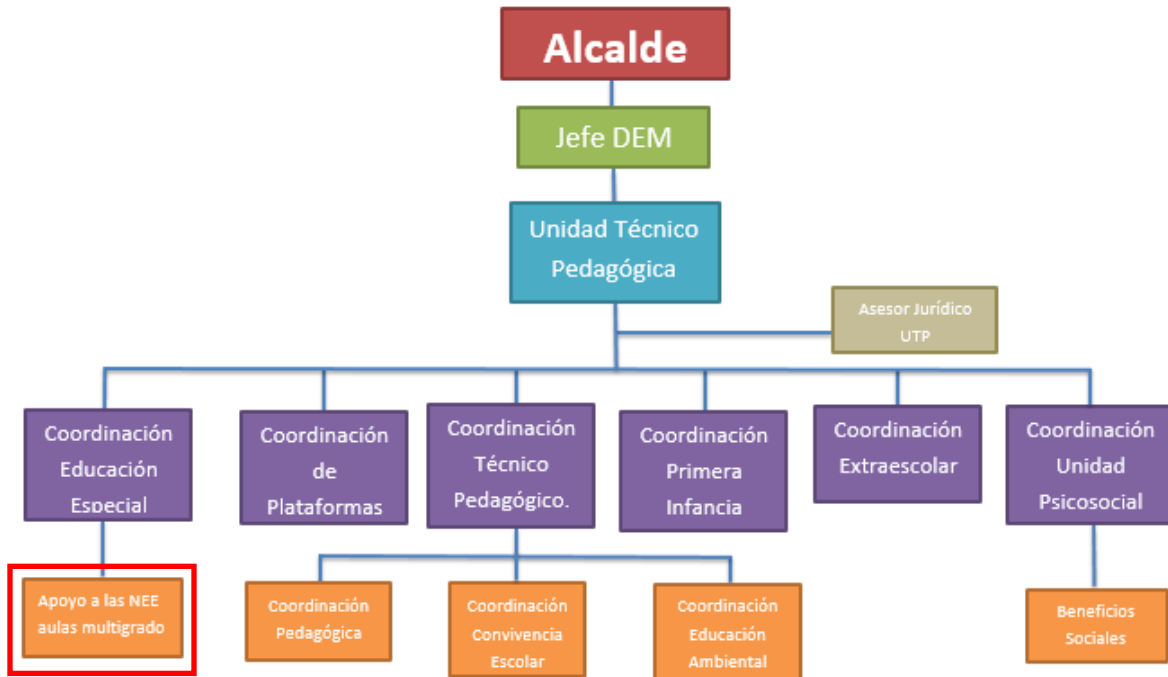 Alcalde
Jefe DEM
Unidad Técnico
Pedagógica
Asesor Jurídico
UTP
Coordinación
Educación
Especial
Coordinación
de
Plataformas
Coordinación
Técnico
Pedagógico.
Coordinación
Primera
Infancia
Coordinación
Extraescolar
Coordinación
Unidad
Psicosocial
Apoyo a las NEE
aulas multigrado
Coordinación
Pedagógica
Coordinación
Convivencia
Escolar
Coordinación
Educación
Ambiental
Beneficios
Sociales